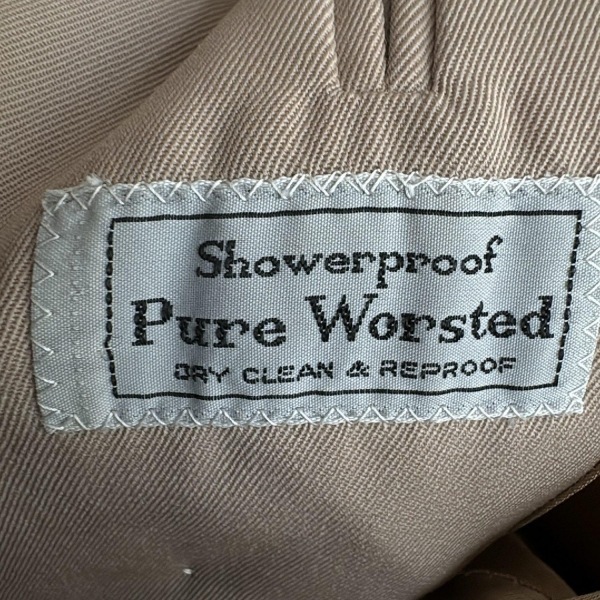 Showerproof
Pure Worsted
DRY CLEAN & REPROOF